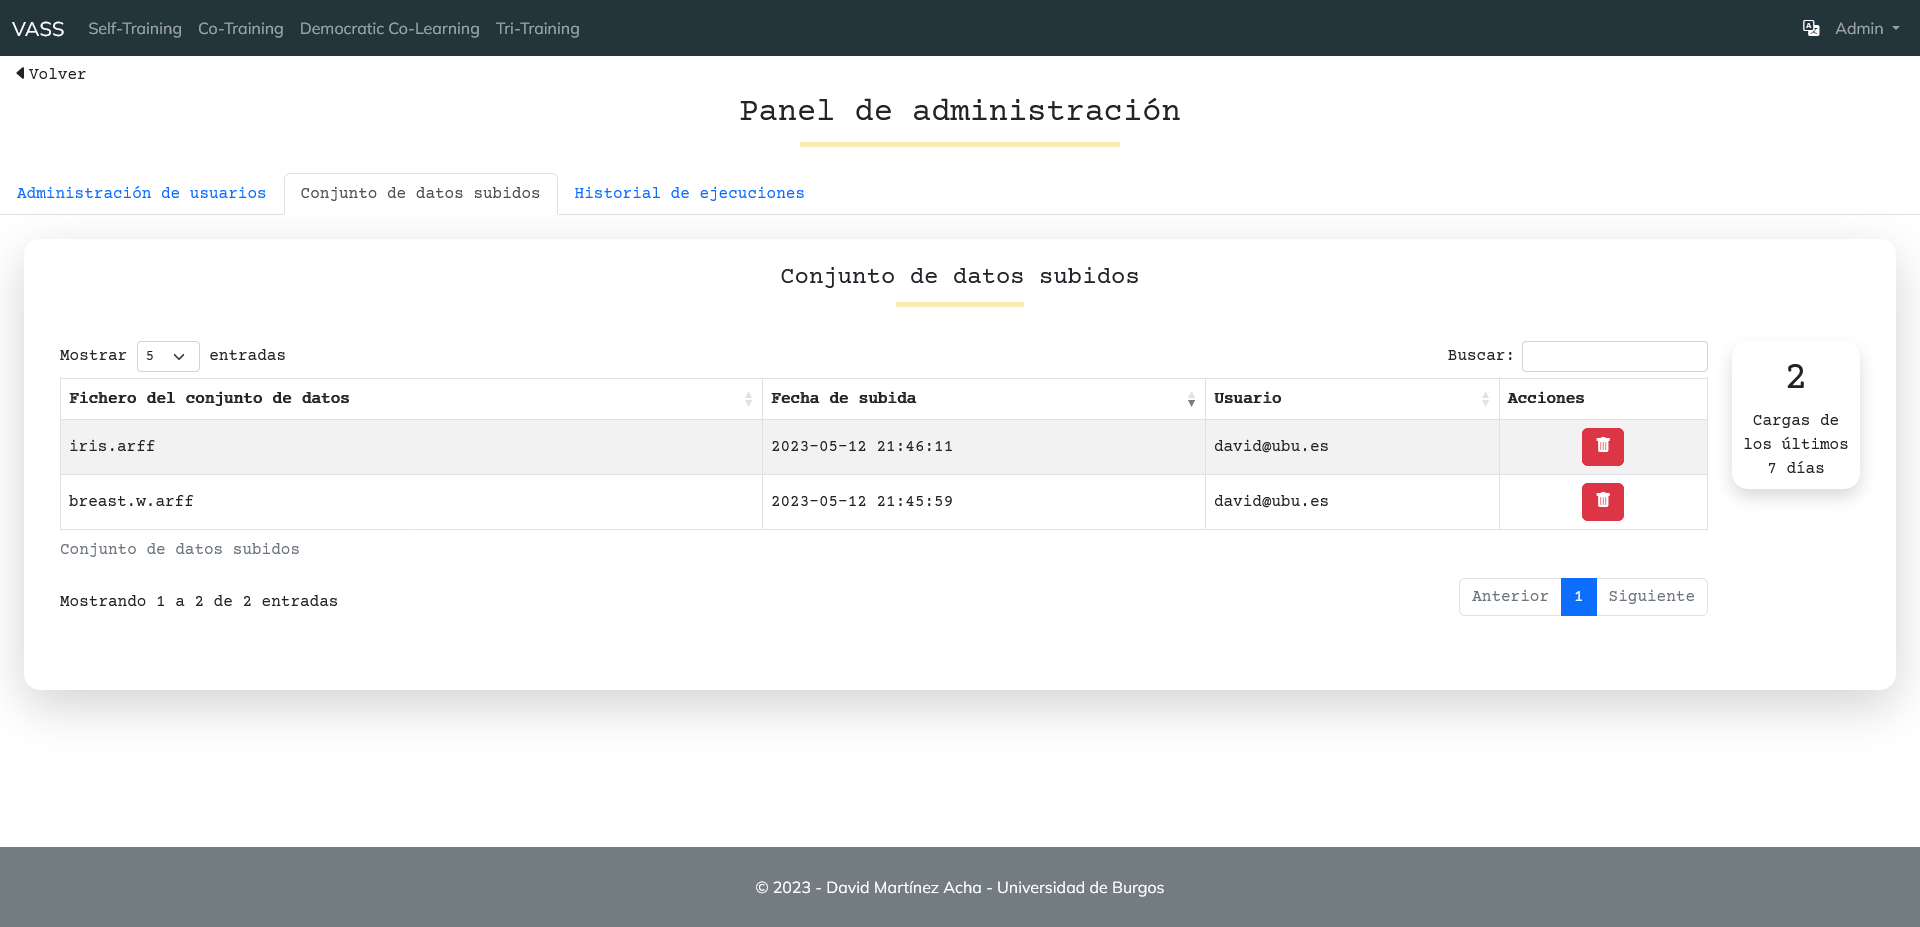 VASS Self-Training Co-Training Democratic Co-Learning Tri-Training Admin
Volver
Panel de administración
Administración de usuarios Conjunto de datos subidos Historial de ejecuciones
Conjunto de datos subidos
Mostrar 5 entradas Buscar:
Fichero del conjunto de datos Fecha de subida Usuario Acciones
iris.arff 2023-05-12 21:46:11 david@ubu.es
breast.w.arff 2023-05-12 21:45:59 david@ubu.es
Conjunto de datos subidos
Mostrando 1 a 2 de 2 entradas Anterior 1 Siguiente
2
Cargas de
los últimos
7 días
© 2023 - David Martínez Acha - Universidad de Burgos